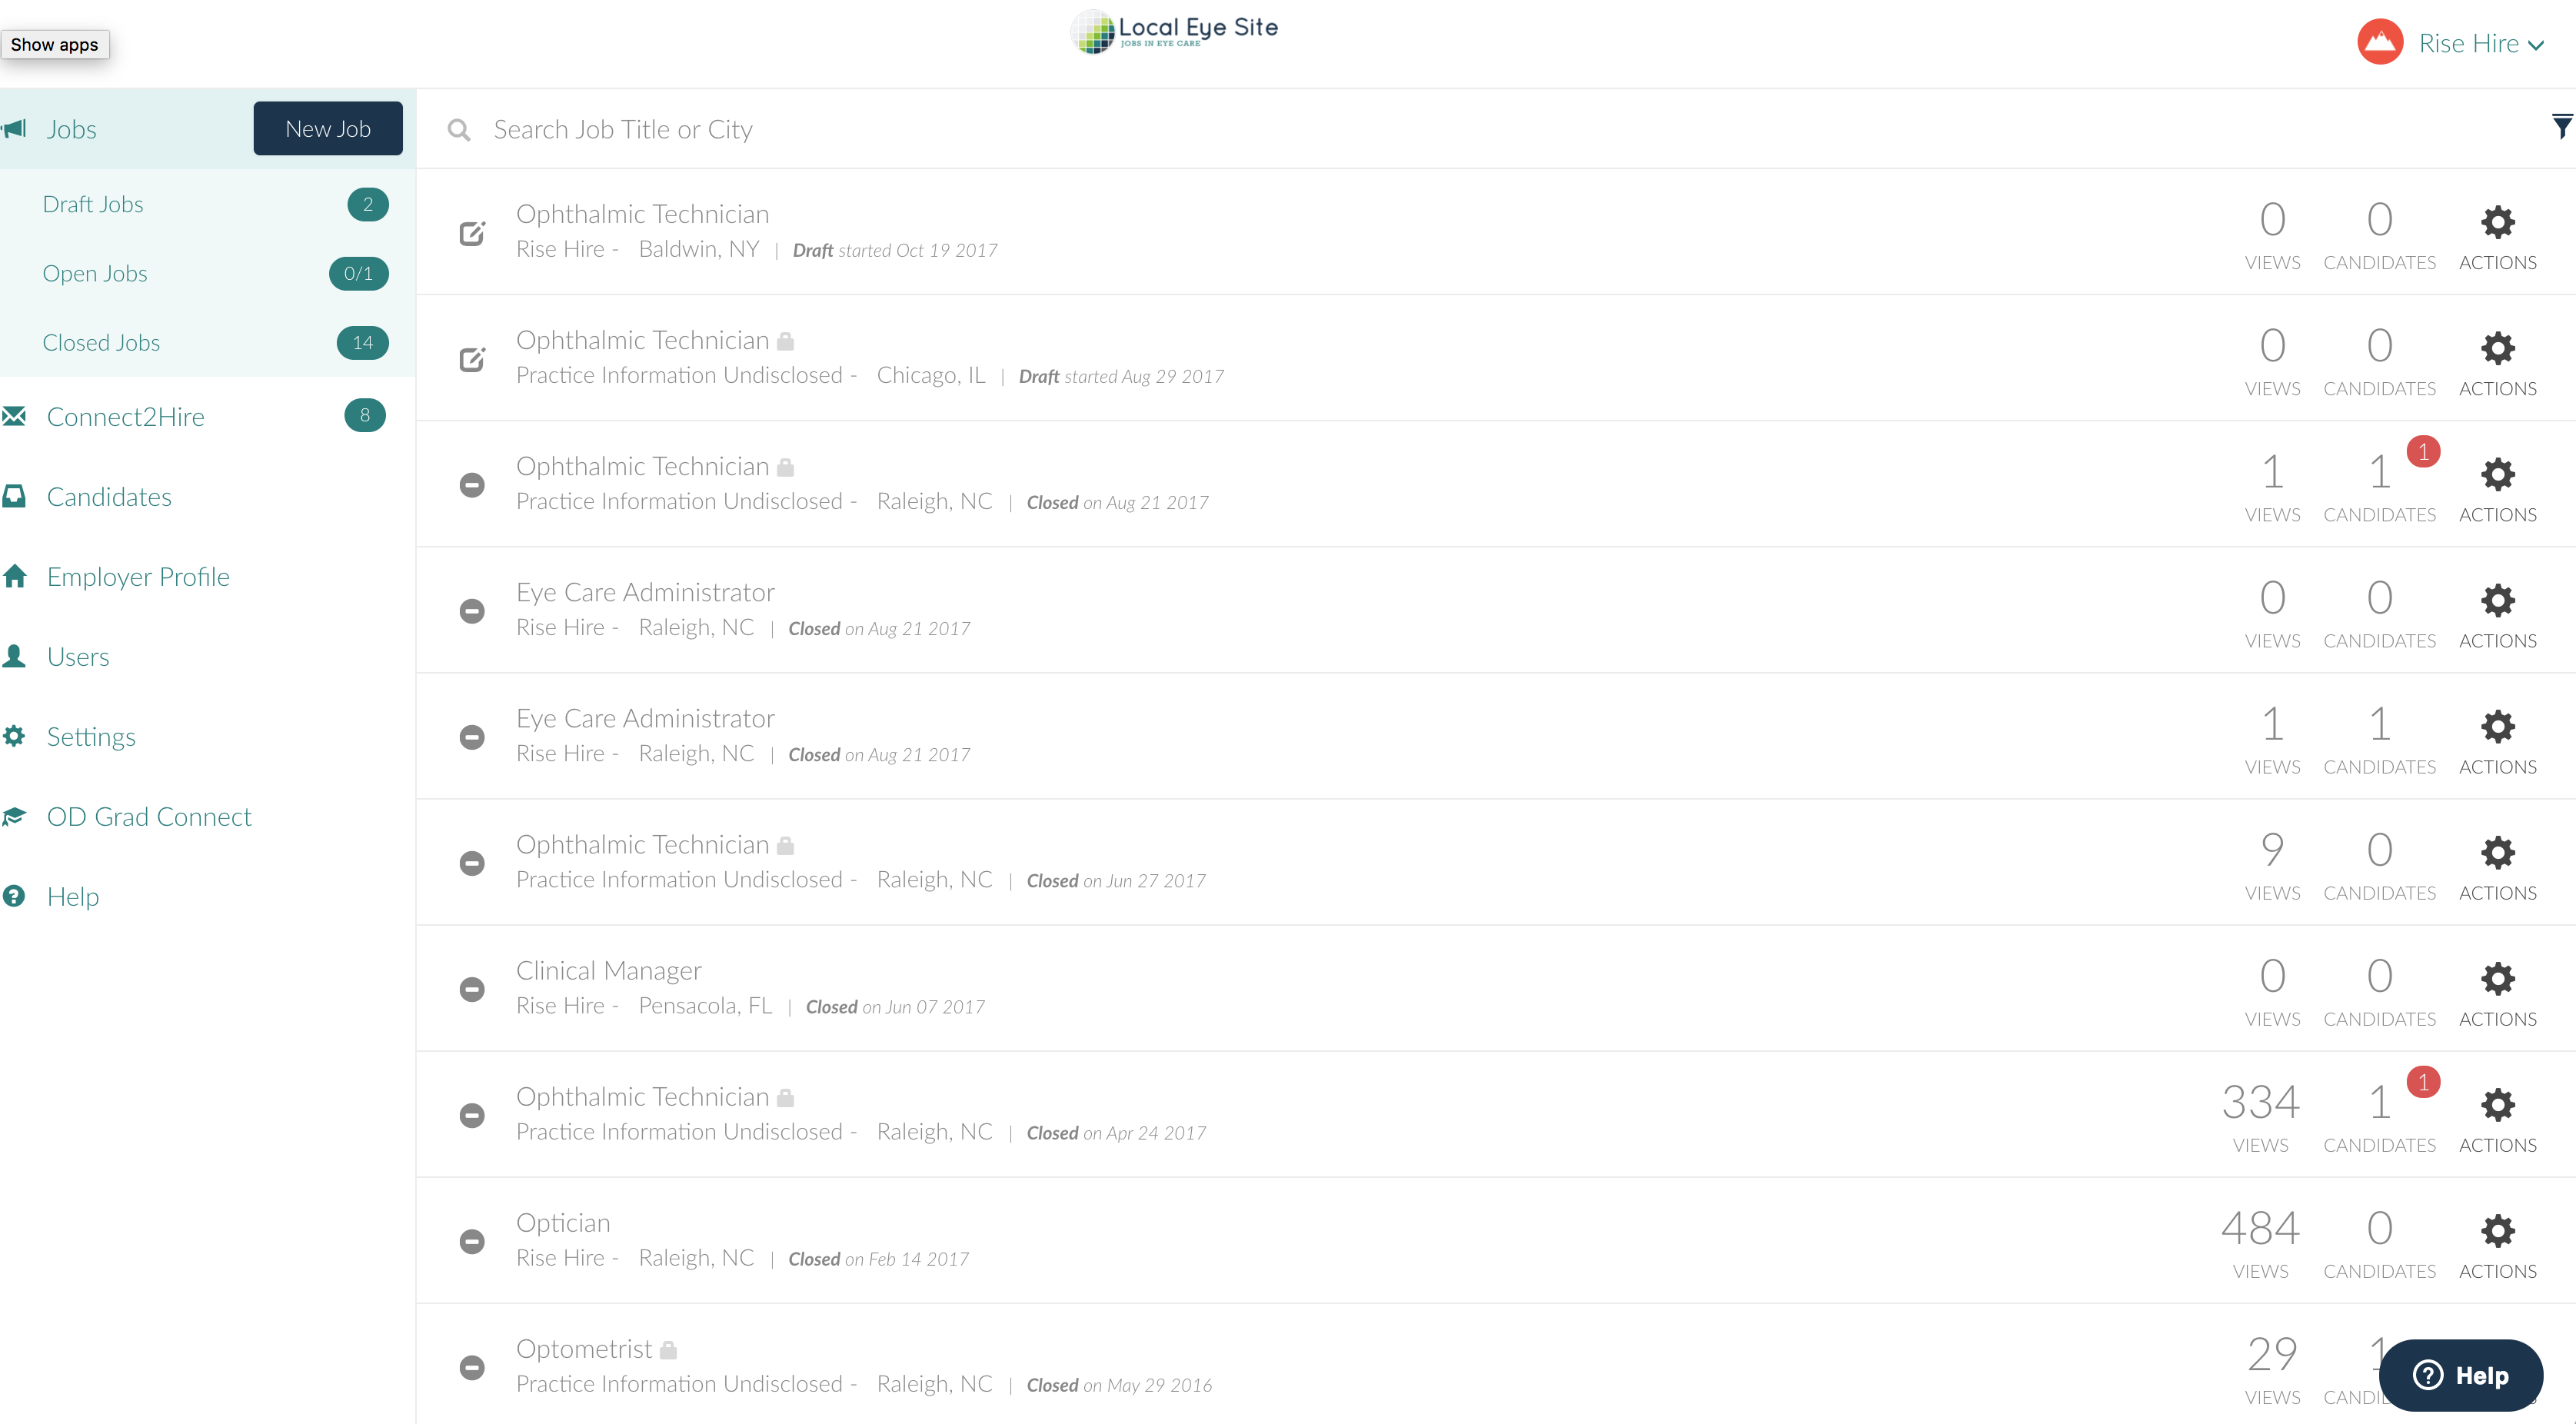 Show apps
Local Eye Site
JOBS IN EYE CARE
Rise Hire
Jobs
New Job
Draft Jobs 2
Open Jobs 0/1
Closed Jobs 14
Connect2Hire 8
Candidates
Employer Profile
Users
Settings
OD Grad Connect
Help
Search Job Title or City
Ophthalmic Technician
Rise Hire - Baldwin, NY | Draft started Oct 19 2017
0 0
VIEWS CANDIDATES ACTIONS
Ophthalmic Technician
Practice Information Undisclosed - Chicago, IL | Draft started Aug 29 2017
0 0
VIEWS CANDIDATES ACTIONS
Ophthalmic Technician
Practice Information Undisclosed - Raleigh, NC | Closed on Aug 21 2017
1 1 1
VIEWS CANDIDATES ACTIONS
Eye Care Administrator
Rise Hire - Raleigh, NC | Closed on Aug 21 2017
0 0
VIEWS CANDIDATES ACTIONS
Eye Care Administrator
Rise Hire - Raleigh, NC | Closed on Aug 21 2017
1 1
VIEWS CANDIDATES ACTIONS
Ophthalmic Technician
Practice Information Undisclosed - Raleigh, NC | Closed on Jun 27 2017
9 0
VIEWS CANDIDATES ACTIONS
Clinical Manager
Rise Hire - Pensacola, FL | Closed on Jun 07 2017
0 0
VIEWS CANDIDATES ACTIONS
Ophthalmic Technician
Practice Information Undisclosed - Raleigh, NC | Closed on Apr 24 2017
334 1 1
VIEWS CANDIDATES ACTIONS
Optician
Rise Hire - Raleigh, NC | Closed on Feb 14 2017
484 0
VIEWS CANDIDATES ACTIONS
Optometrist
Practice Information Undisclosed - Raleigh, NC | Closed on May 29 2016
29 1
VIEWS
Help